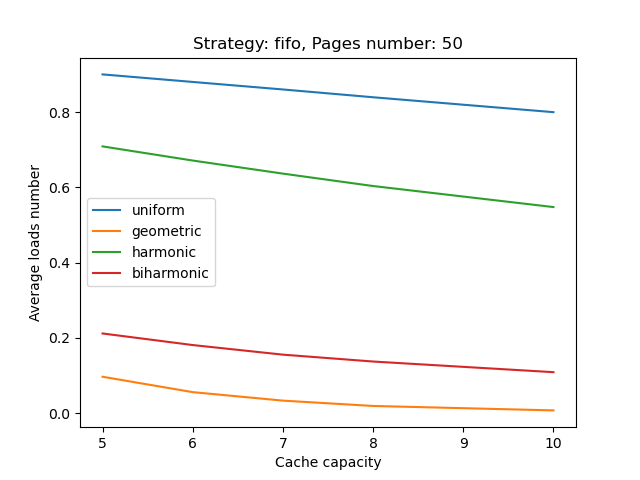 Strategy: fifo, Pages number: 50
Average loads number
0.8
0.6
0.4
0.2
0.0
uniform
geometric
harmonic
biharmonic
5 6 7 8 9 10
Cache capacity